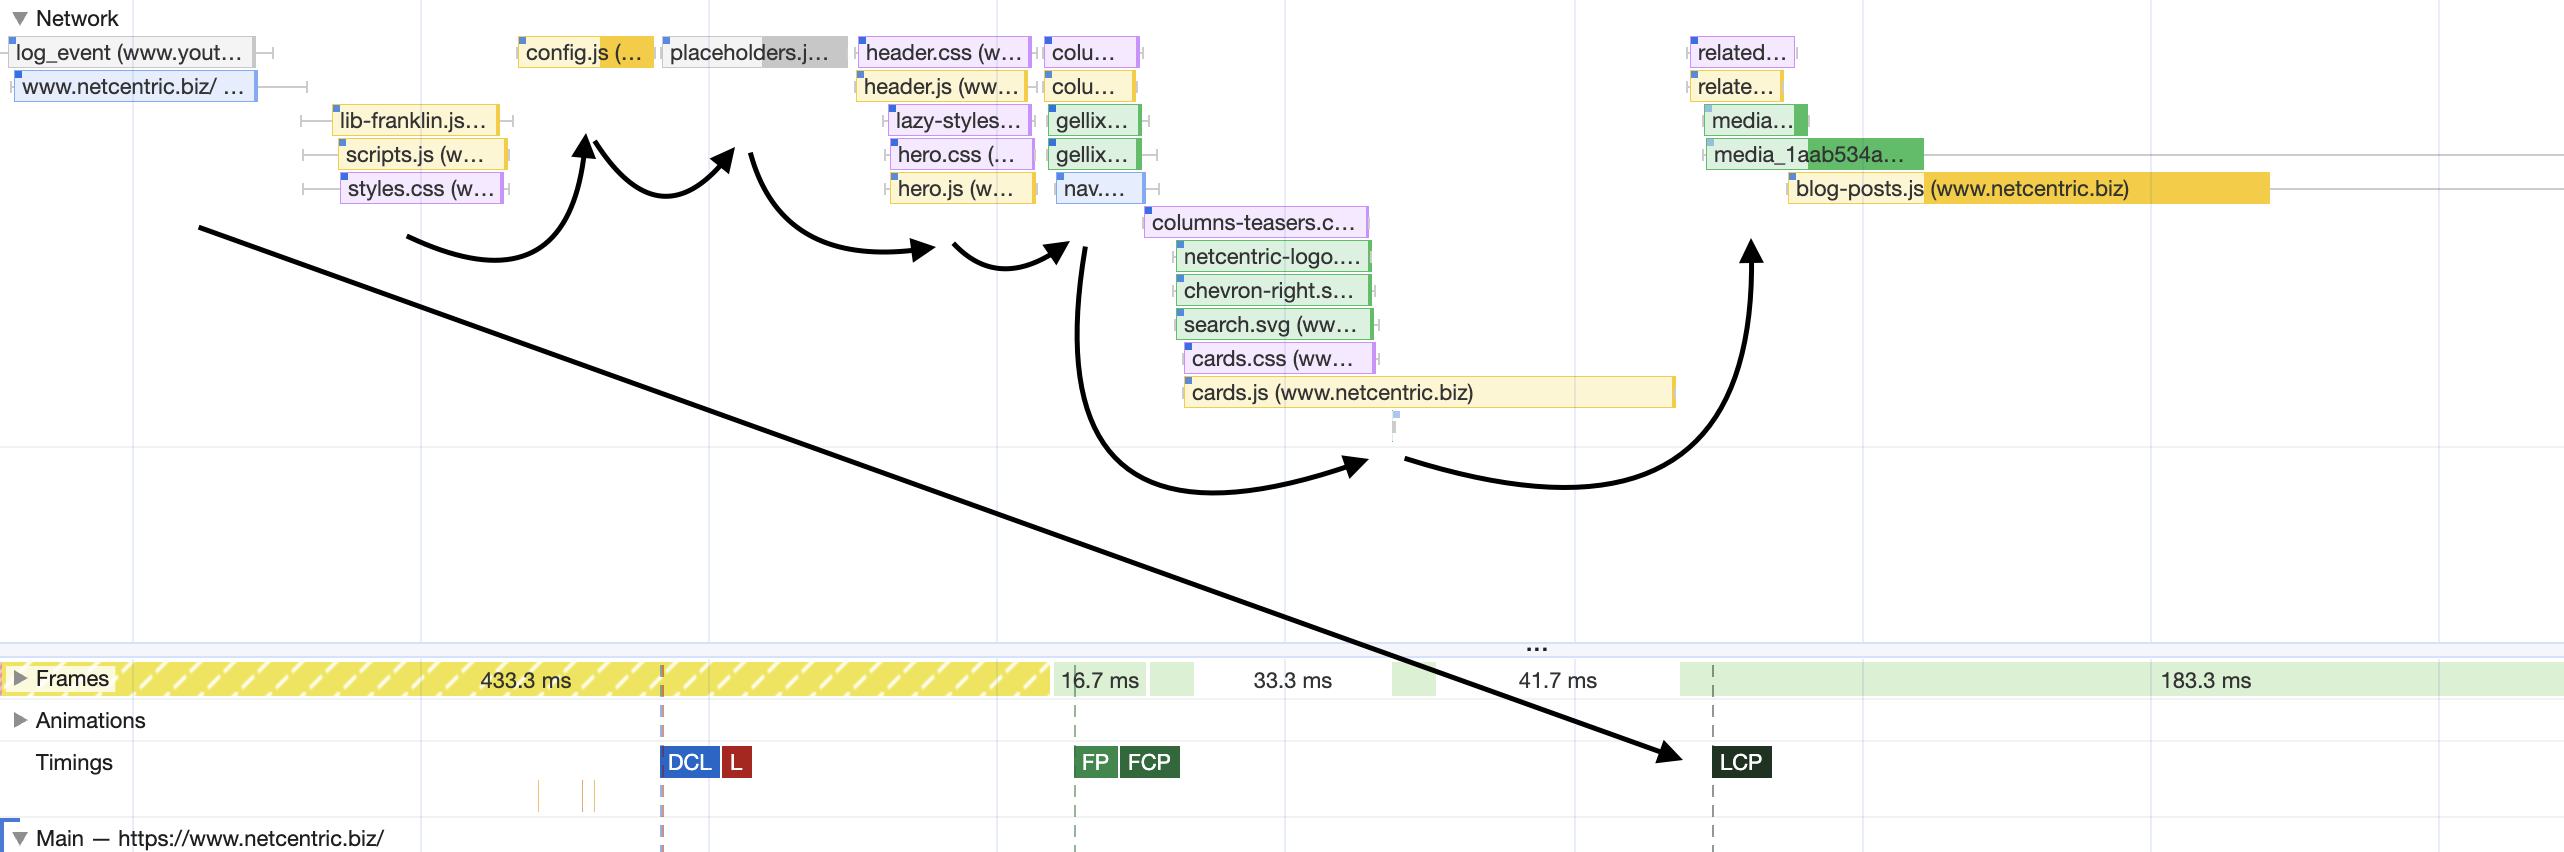 Network
log_event (www.yout…
config.js (…
placeholders.j…
header.css (w…
colu…
related…
www.netcentric.biz/ …
header.js (ww…
colu…
relate…
lib-franklin.js…
lazy-styles…
gellix…
media…
scripts.js (w…
hero.css (…
gellix…
media_1aab534a…
styles.css (w…
hero.js (w…
nav.…
blog-posts.js (www.netcentric.biz)
columns-teasers.c…
netcentric-logo.…
chevron-right.s…
search.svg (ww…
cards.css (ww…
cards.js (www.netcentric.biz)
…
Frames
433.3 ms
16.7 ms
33.3 ms
41.7 ms
183.3 ms
Animations
Timings
DCL
L
FP
FCP
LCP
Main — https://www.netcentric.biz/